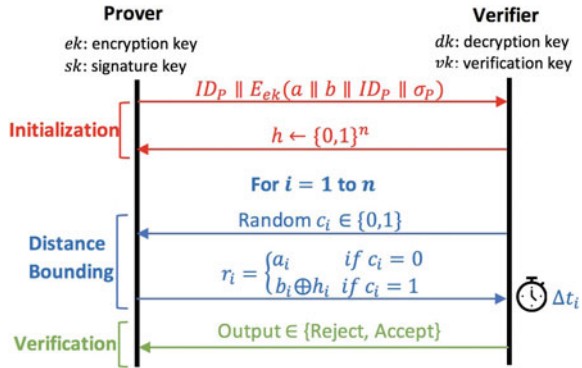 Prover Verifier
ek: encryption key dk: decryption key
sk: signature key vk: verification key
ID_P ∥ E_ek(a ∥ b ∥ ID_P ∥ σ_P)
Initialization
h ← {0,1}^n
For i = 1 to n
Random c_i ∈ {0,1}
Distance
Bounding
r_i = { a_i if c_i = 0
b_i⊕h_i if c_i = 1
Δt_i
Output ∈ {Reject, Accept}
Verification